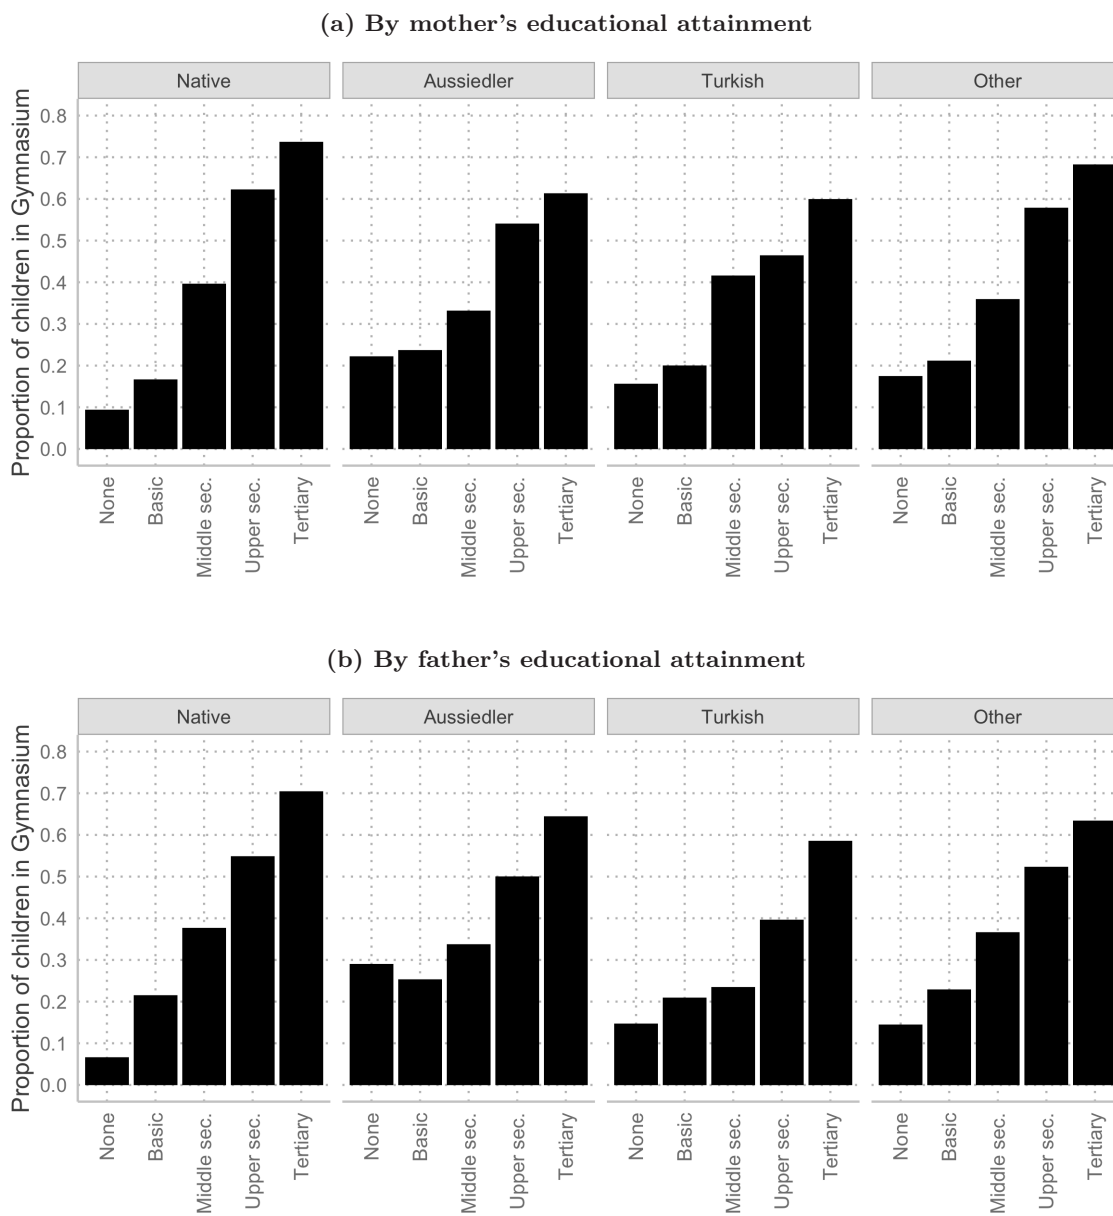 (a) By mother's educational attainment
Native Aussiedler Turkish Other
Proportion of children in Gymnasium
0.8
0.7
0.6
0.5
0.4
0.3
0.2
0.1
0.0
None Basic Middle sec. Upper sec. Tertiary None Basic Middle sec. Upper sec. Tertiary None Basic Middle sec. Upper sec. Tertiary None Basic Middle sec. Upper sec. Tertiary
(b) By father's educational attainment
Native Aussiedler Turkish Other
Proportion of children in Gymnasium
0.8
0.7
0.6
0.5
0.4
0.3
0.2
0.1
0.0
None Basic Middle sec. Upper sec. Tertiary None Basic Middle sec. Upper sec. Tertiary None Basic Middle sec. Upper sec. Tertiary None Basic Middle sec. Upper sec. Tertiary